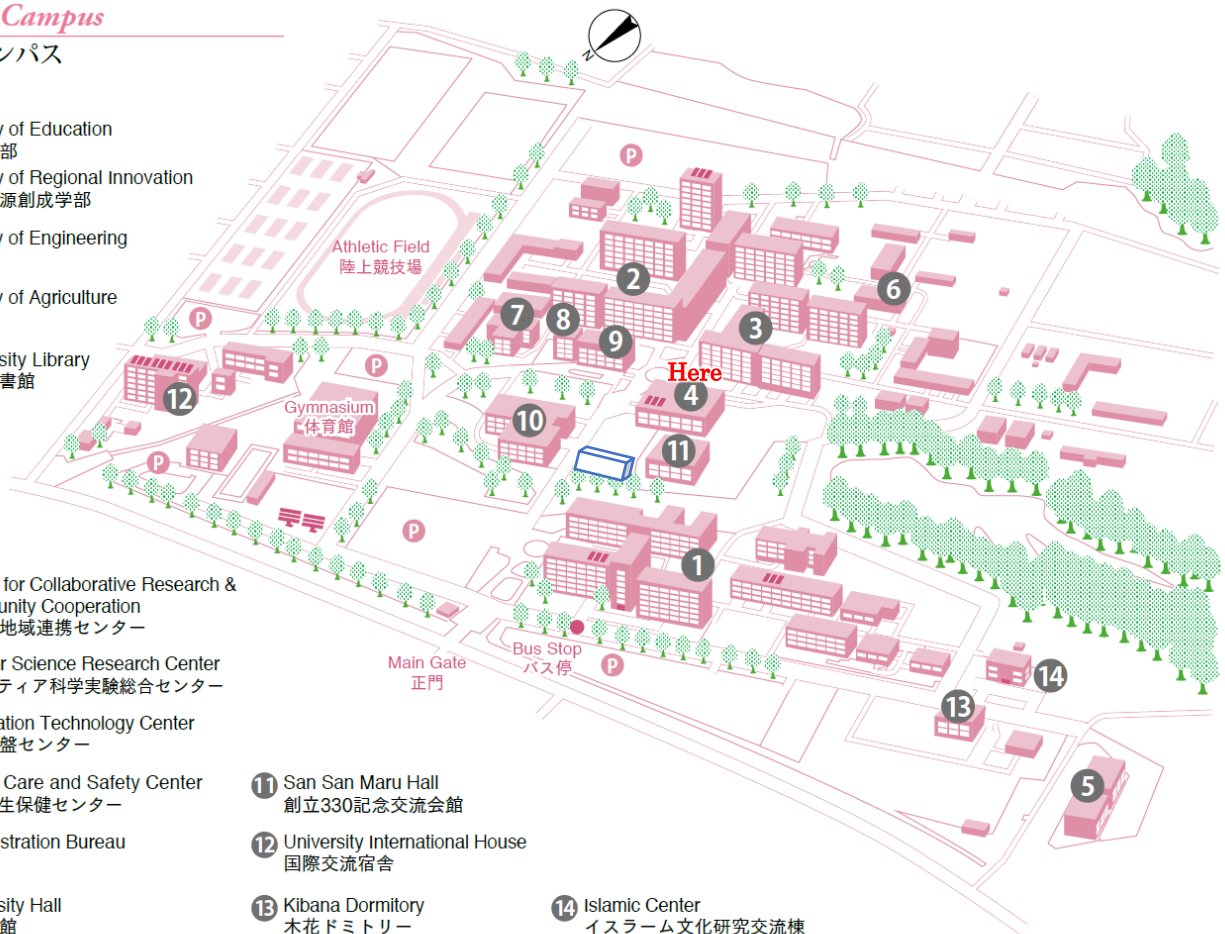 Campus
ンパス
N
y of Education
部
y of Regional Innovation
源創成学部
y of Engineering
y of Agriculture
sity Library
書館
P
Athletic Field
陸上競技場
2
6
7
8
9
3
P
P
Here
4
12
Gymnasium
体育館
10
11
P
P
1
for Collaborative Research &
unity Cooperation
地域連携センター
r Science Research Center
ティア科学実験総合センター
ation Technology Center
盤センター
Care and Safety Center
生保健センター
stration Bureau
sity Hall
館
Main Gate
正門
Bus Stop
バス停
P
14
13
5
11 San San Maru Hall
創立330記念交流会館
12 University International House
国際交流宿舎
13 Kibana Dormitory
木花ドミトリー
14 Islamic Center
イスラーム文化研究交流棟